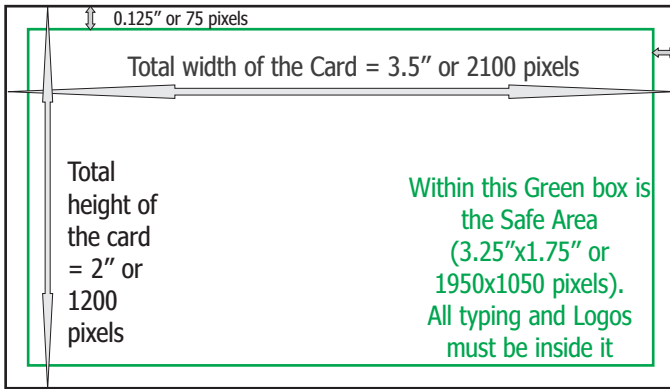 0.125" or 75 pixels
Total width of the Card = 3.5" or 2100 pixels
Total
height of
the card
= 2" or
1200
pixels
Within this Green box is
the Safe Area
(3.25"x1.75" or
1950x1050 pixels).
All typing and Logos
must be inside it